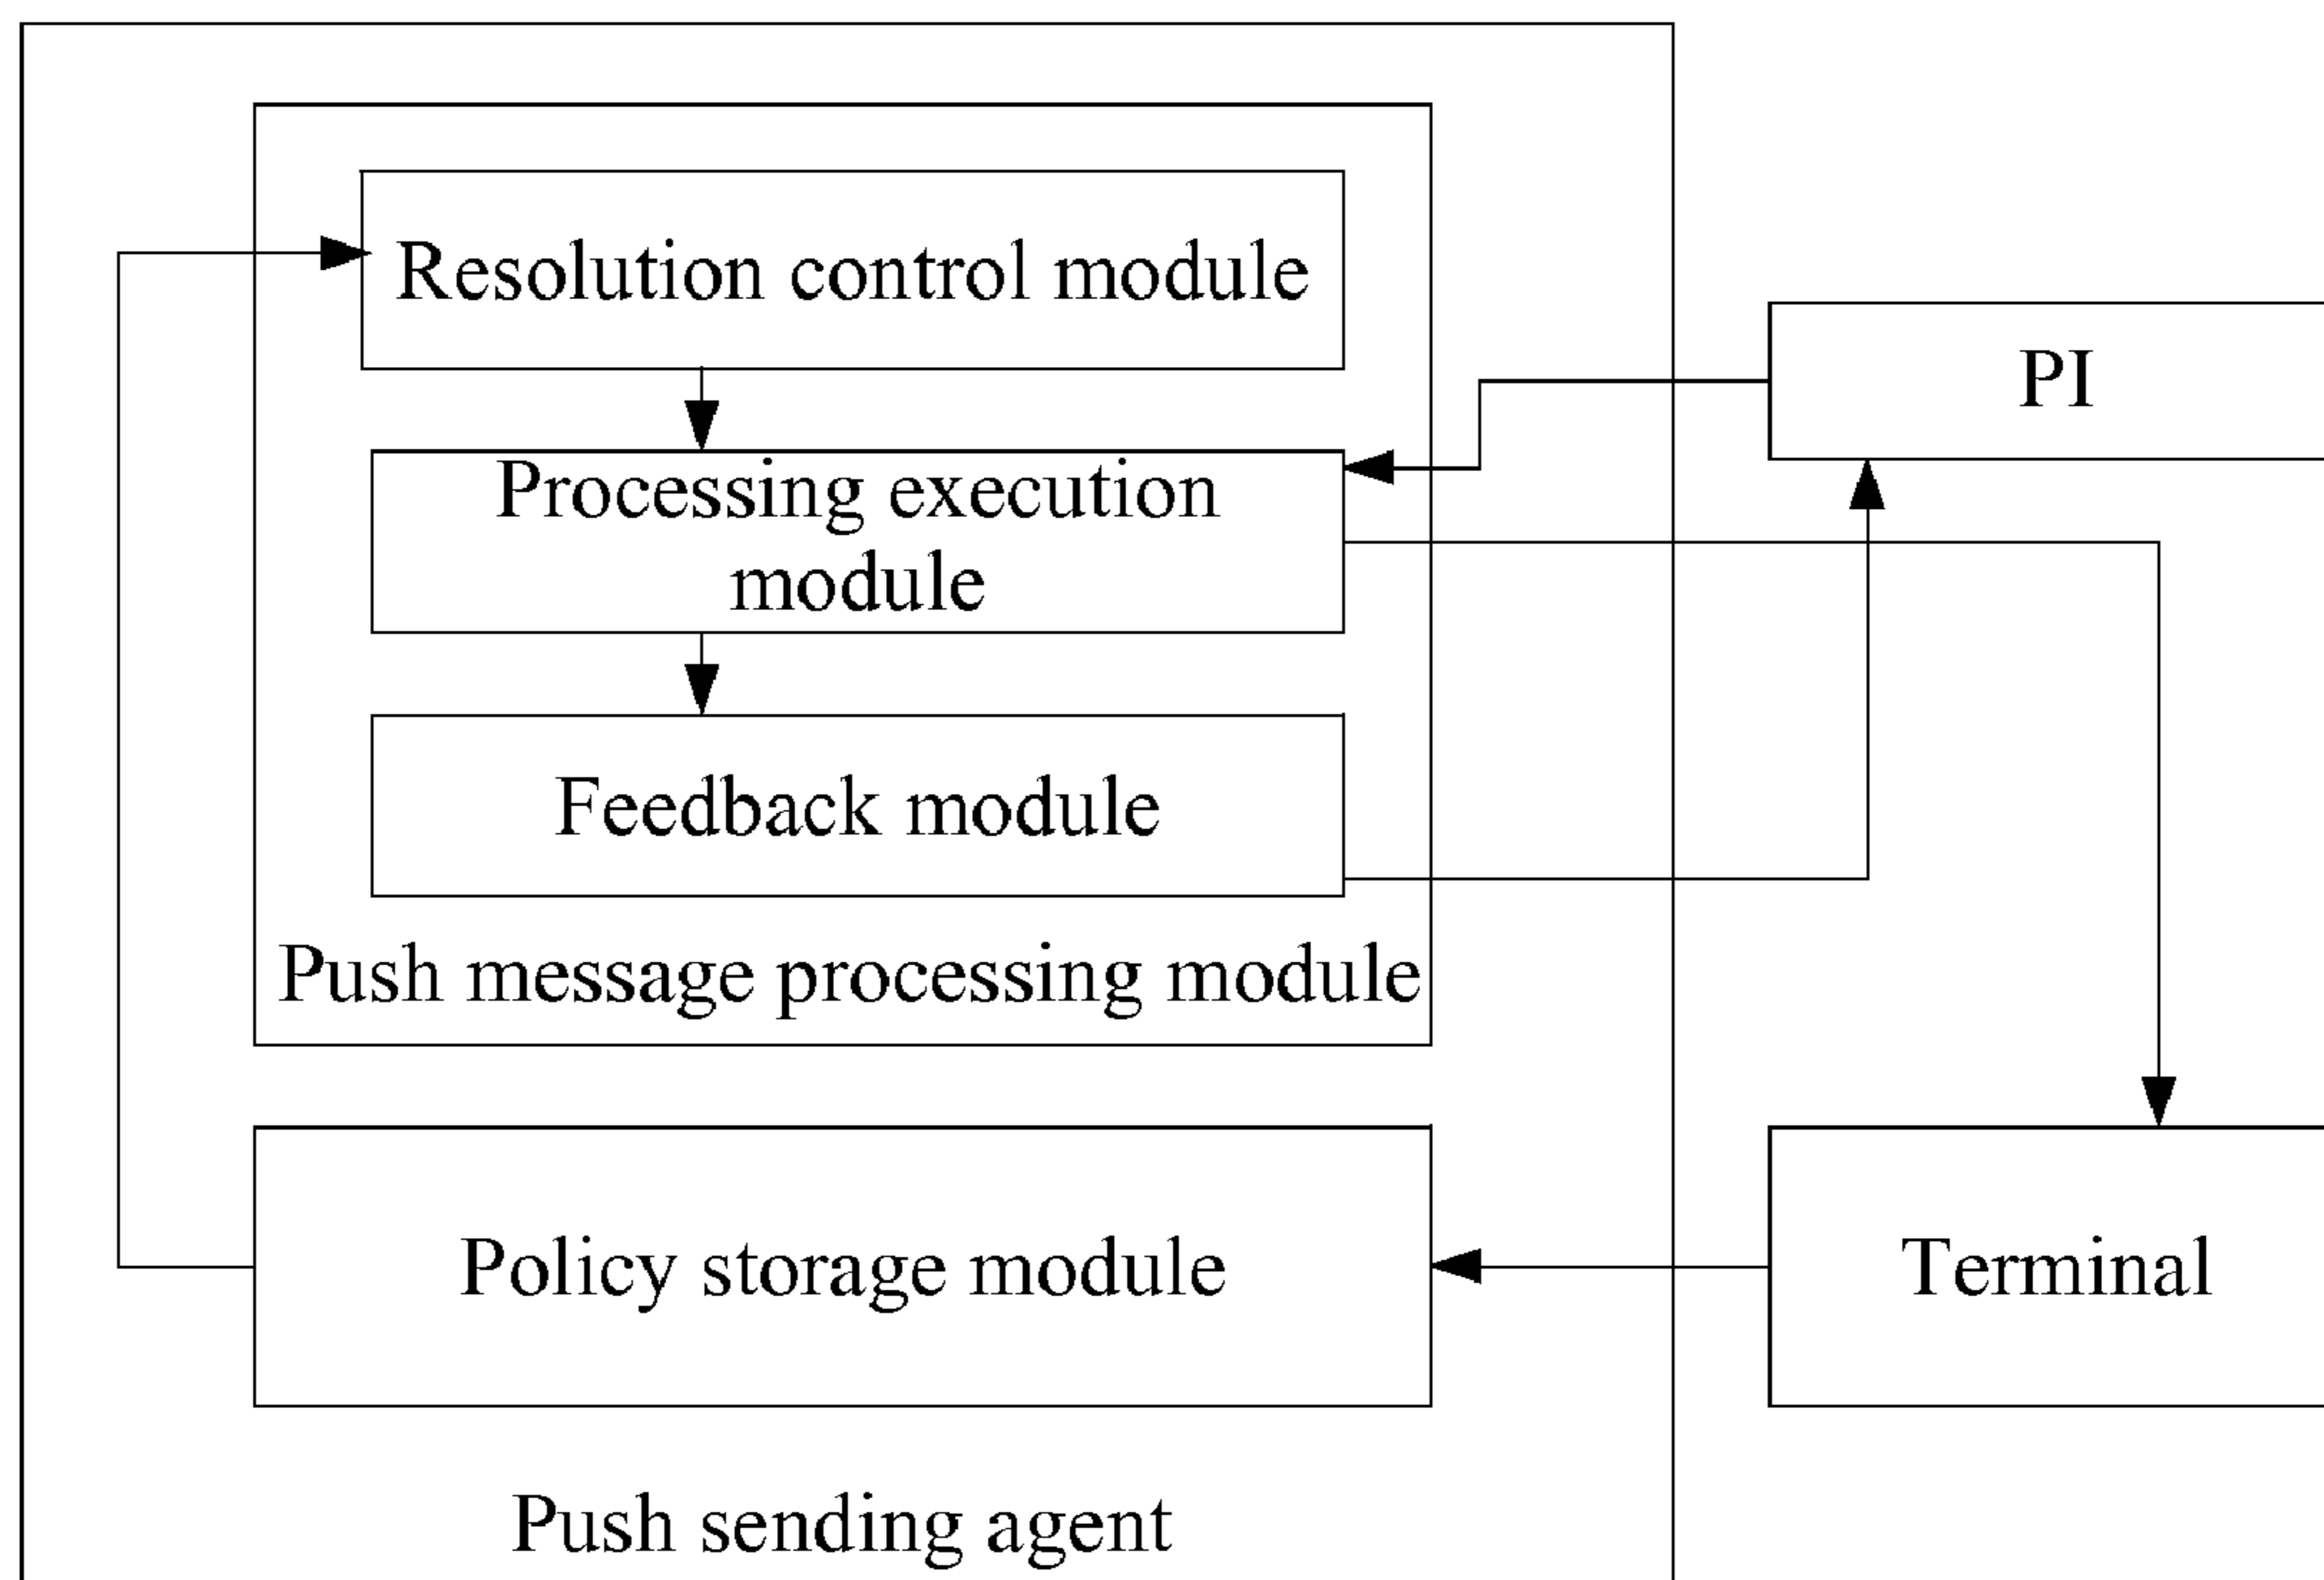 Resolution control module
PI
Processing execution
module
Feedback module
Push message processing module
Policy storage module
Terminal
Push sending agent